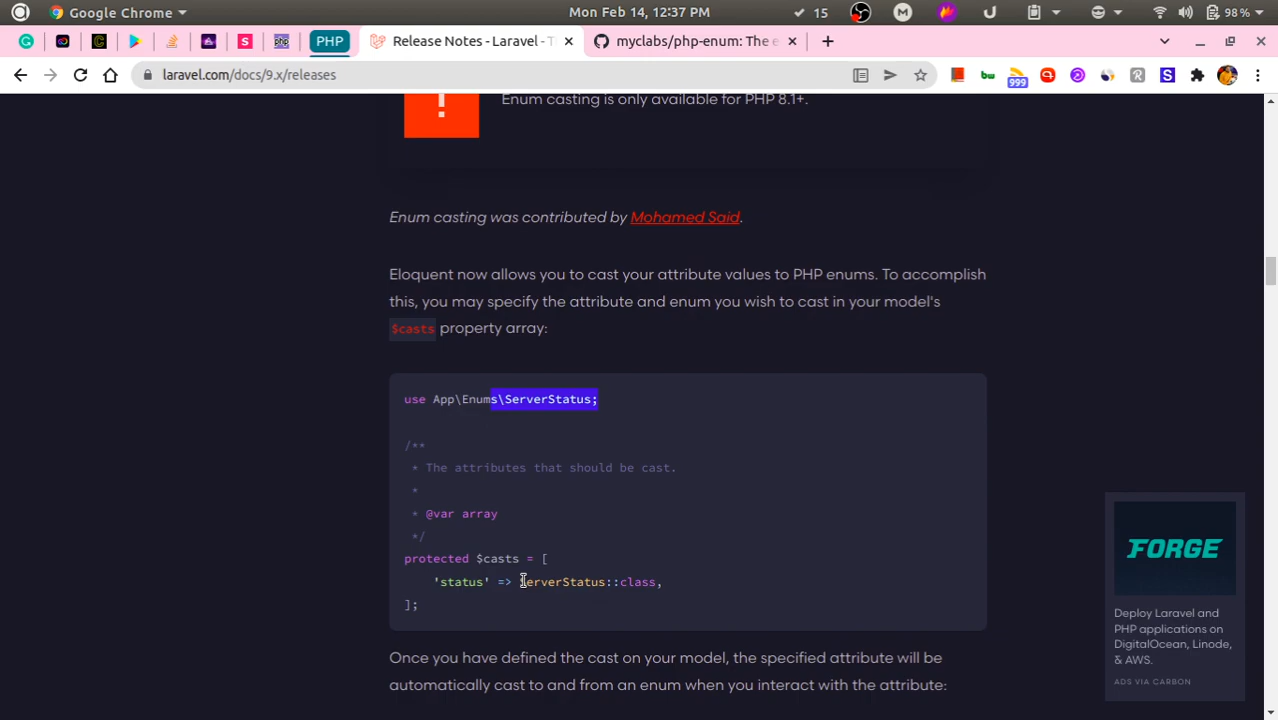 Google Chrome
Mon Feb 14, 12:37 PM
15
98%
PHP
Release Notes - Laravel - T
myclabs/php-enum: The e
laravel.com/docs/9.x/releases
999
Enum casting is only available for PHP 8.1+.
Enum casting was contributed by Mohamed Said.
Eloquent now allows you to cast your attribute values to PHP enums. To accomplish
this, you may specify the attribute and enum you wish to cast in your model's
$casts property array:
use App\Enums\ServerStatus;
/**
* The attributes that should be cast.
*
* @var array
*/
protected $casts = [
'status' => ServerStatus::class,
];
FORGE
Deploy Laravel and
PHP applications on
DigitalOcean, Linode,
& AWS.
ADS VIA CARBON
Once you have defined the cast on your model, the specified attribute will be
automatically cast to and from an enum when you interact with the attribute: